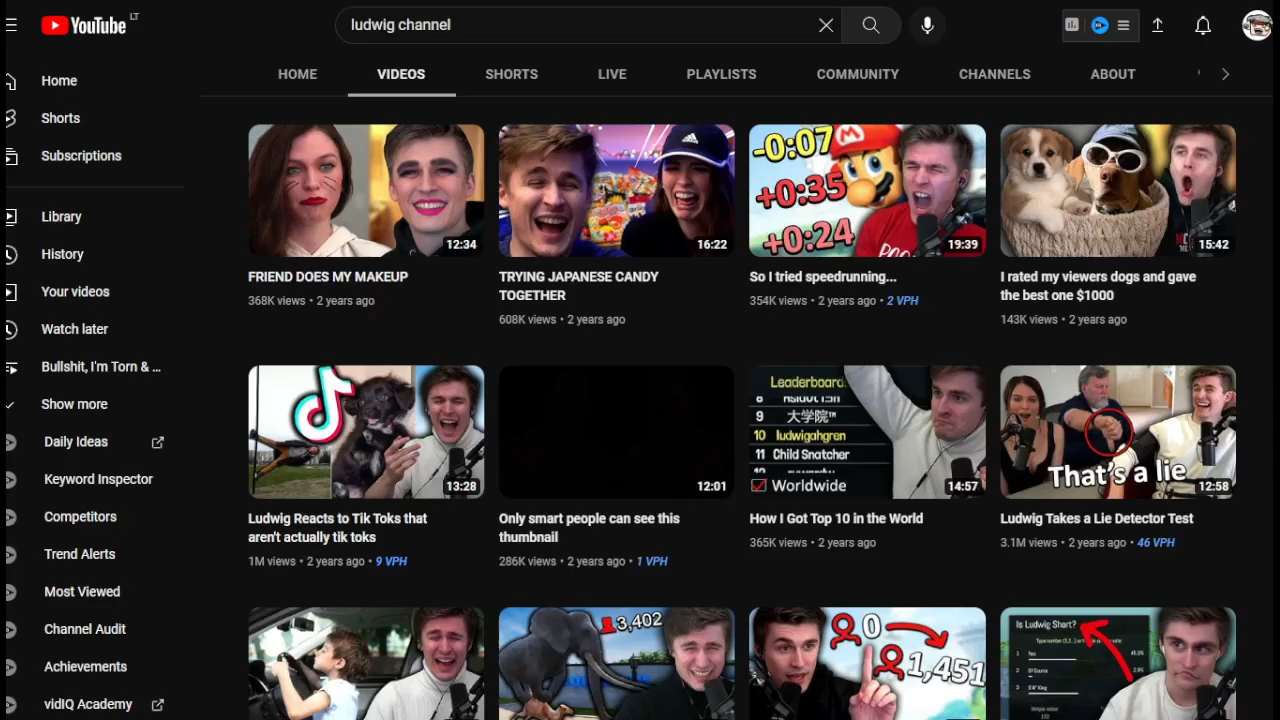 YouTube LT
ludwig channel
HOME VIDEOS SHORTS LIVE PLAYLISTS COMMUNITY CHANNELS ABOUT
Home
Shorts
Subscriptions
Library
History
Your videos
Watch later
Bullshit, I'm Torn & ...
Show more
Daily Ideas
Keyword Inspector
Competitors
Trend Alerts
Most Viewed
Channel Audit
Achievements
vidIQ Academy
12:34
FRIEND DOES MY MAKEUP
368K views • 2 years ago
16:22
TRYING JAPANESE CANDY
TOGETHER
608K views • 2 years ago
-0:07
+0:35
+0:24
19:39
So I tried speedrunning...
354K views • 2 years ago • 2 VPH
15:42
I rated my viewers dogs and gave
the best one $1000
143K views • 2 years ago
13:28
Ludwig Reacts to Tik Toks that
aren't actually tik toks
1M views • 2 years ago • 9 VPH
12:01
Only smart people can see this
thumbnail
286K views • 2 years ago • 1 VPH
Leaderboard
9 大学院™
10 ludwigahgren
11 Child Snatcher
Worldwide
14:57
How I Got Top 10 in the World
365K views • 2 years ago
That's a lie
12:58
Ludwig Takes a Lie Detector Test
3.1M views • 2 years ago • 46 VPH
3,402
0
1,451
Is Ludwig Short?
1 Yes
2
3 5'4" King